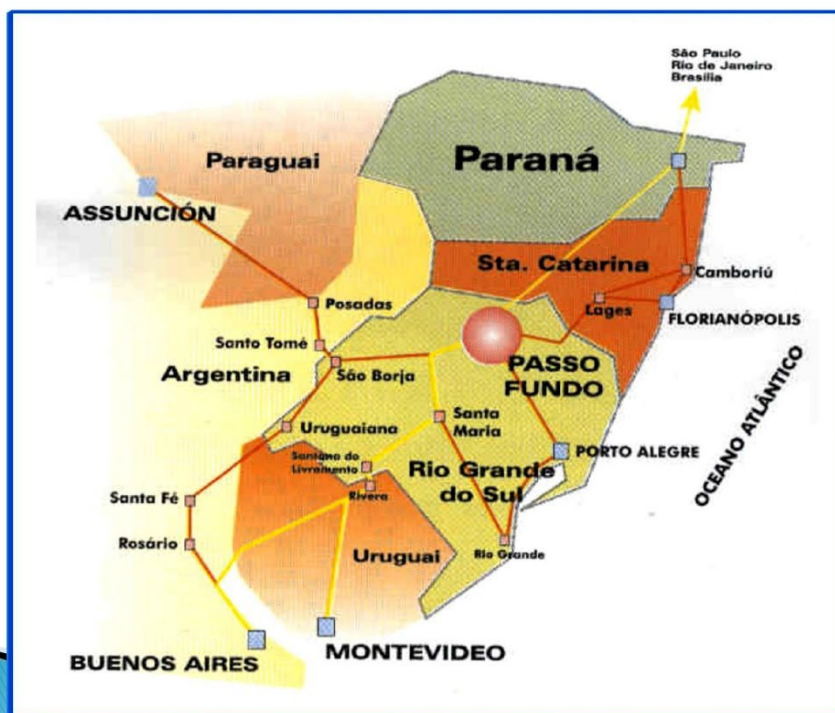 São Paulo
Rio de Janeiro
Brasília
Paraguai
Paraná
ASSUNCIÓN
Sta. Catarina
Camboriú
Posadas
Lages
FLORIANÓPOLIS
Santo Tomé
PASSO
FUNDO
Argentina
São Borja
OCEANO ATLÂNTICO
Uruguaiana
Santa
Maria
PORTO ALEGRE
Santana do
Livramento
Rio Grande
do Sul
Rivera
Santa Fé
Rosário
Uruguai
Rio Grande
BUENOS AIRES
MONTEVIDEO